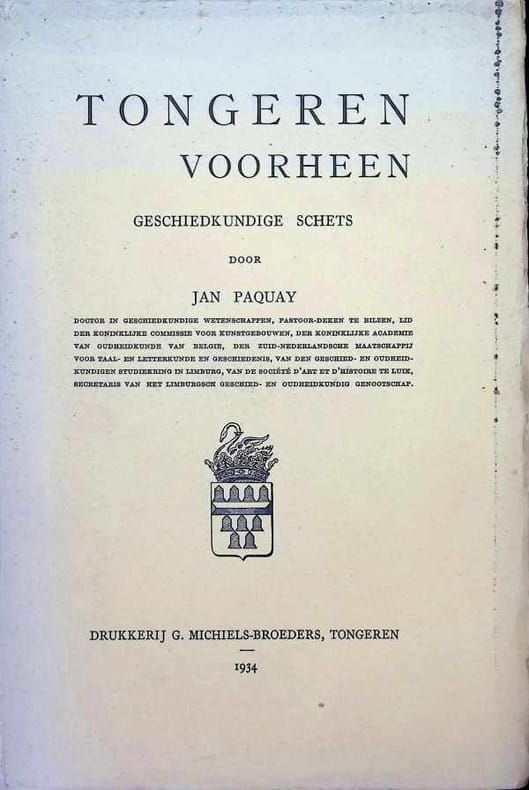 TONGEREN
VOORHEEN
GESCHIEDKUNDIGE SCHETS
DOOR
JAN PAQUAY
DOCTOR IN GESCHIEDKUNDIGE WETENSCHAPPEN, PASTOOR-DEKEN TE BILZEN, LID
DER KONINKLIJKE COMMISSIE VOOR KUNSTGEBOUWEN, DER KONINKLIJKE ACADEMIE
VAN OUDHEIDKUNDE VAN BELGIE, DER ZUID-NEDERLANDSCHE MAATSCHAPPIJ
VOOR TAAL- EN LETTERKUNDE EN GESCHIEDENIS, VAN DEN GESCHIED- EN OUDHEID-
KUNDIGEN STUDIEKRING IN LIMBURG, VAN DE SOCIÉTÉ D'ART ET D'HISTOIRE TE LUIK,
SECRETARIS VAN HET LIMBURGSCH GESCHIED- EN OUDHEIDKUNDIG GENOOTSCHAP.
DRUKKERIJ G. MICHIELS-BROEDERS, TONGEREN
1934